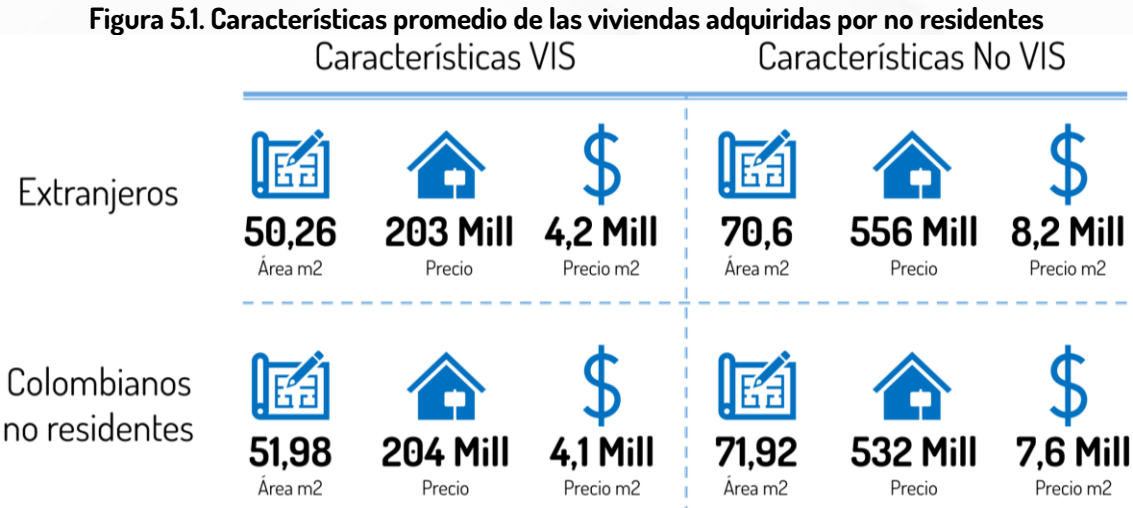 Figura 5.1. Características promedio de las viviendas adquiridas por no residentes
Características VIS
Características No VIS
Extranjeros
50,26
203 Mill
4,2 Mill
70,6
556 Mill
8,2 Mill
Área m2
Precio
Precio m2
Área m2
Precio
Precio m2
Colombianos
no residentes
51,98
204 Mill
4,1 Mill
71,92
532 Mill
7,6 Mill
Área m2
Precio
Precio m2
Área m2
Precio
Precio m2